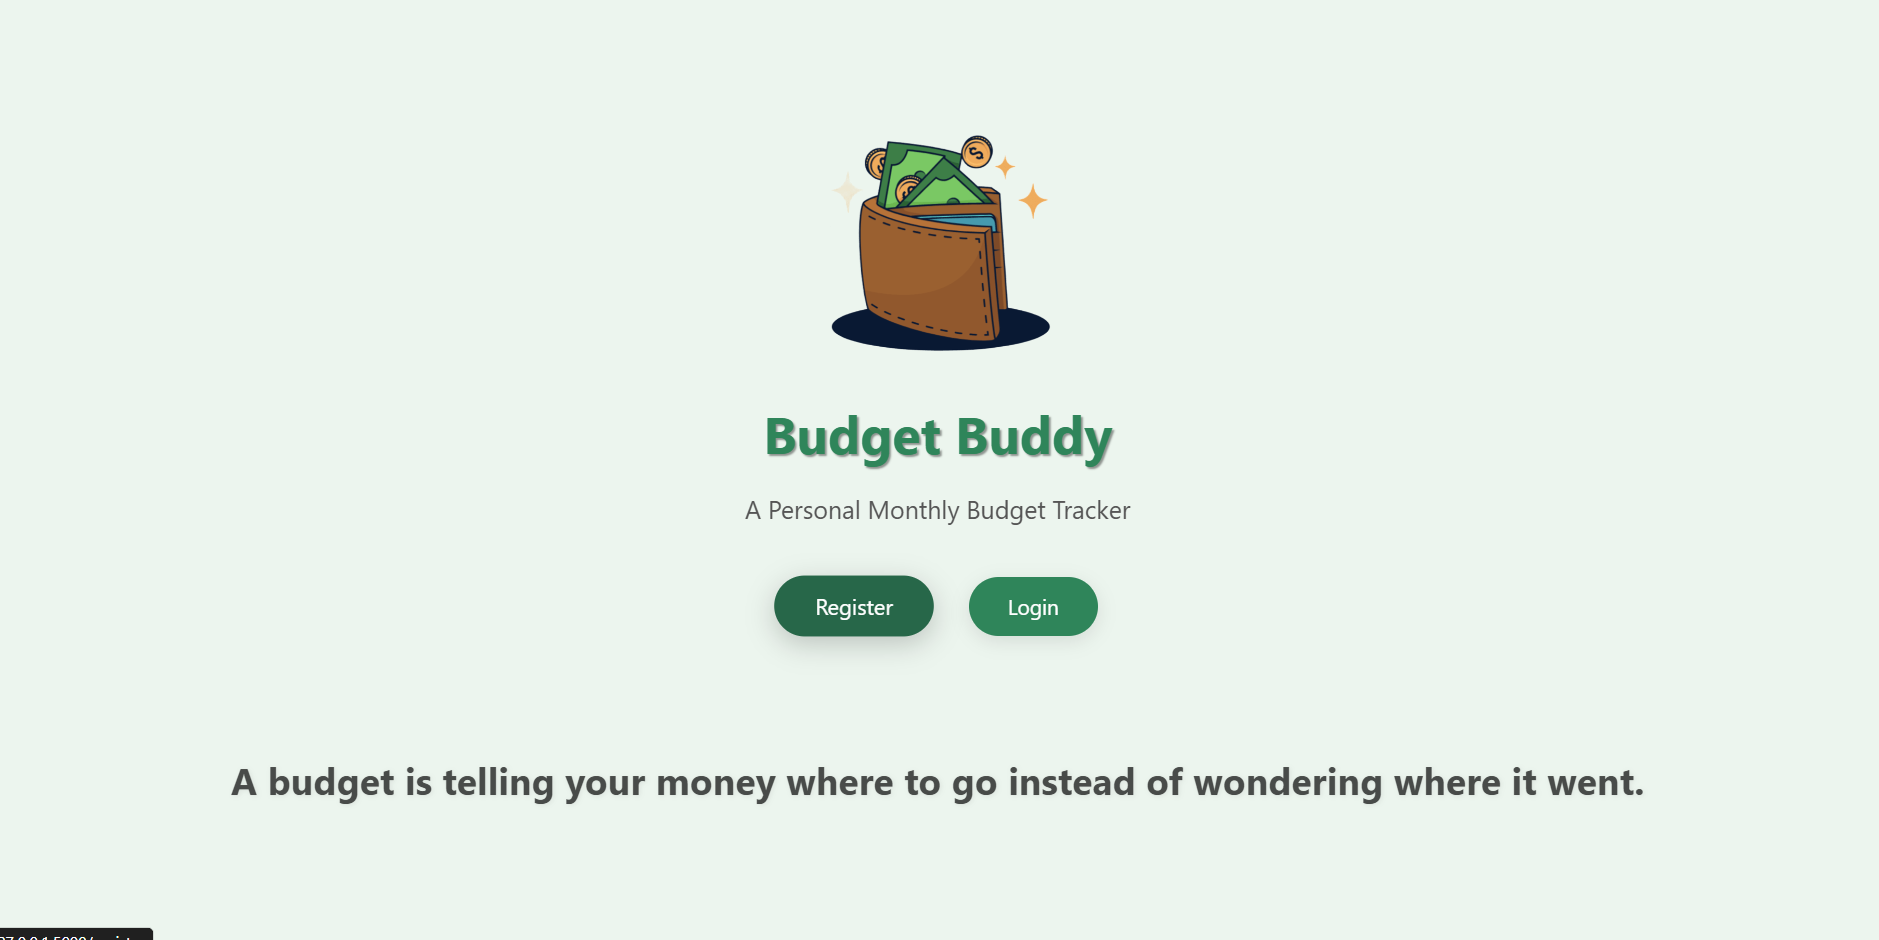 Budget Buddy
A Personal Monthly Budget Tracker
Register Login
A budget is telling your money where to go instead of wondering where it went.